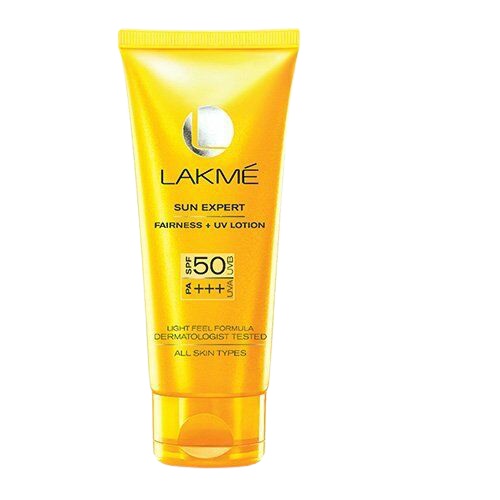 L
LAKMÉ
SUN EXPERT
FAIRNESS + UV LOTION
SPF 50 UVB
PA +++ UVA
LIGHT FEEL FORMULA
DERMATOLOGIST TESTED
ALL SKIN TYPES